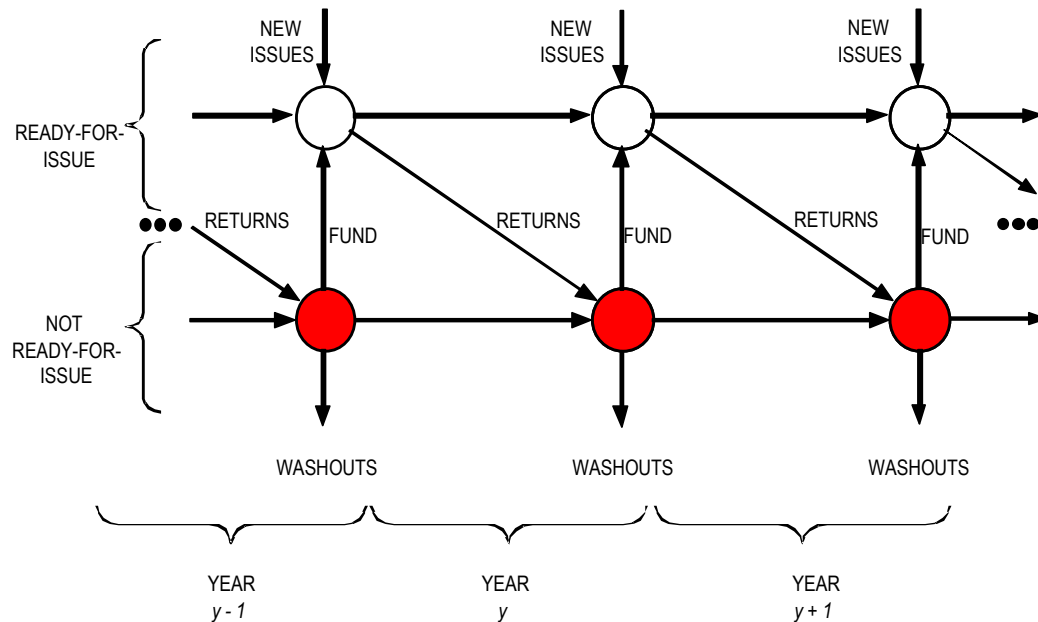 NEW
ISSUES
NEW
ISSUES
NEW
ISSUES
READY-FOR-
ISSUE
RETURNS
FUND
RETURNS
FUND
RETURNS
FUND
NOT
READY-FOR-
ISSUE
WASHOUTS
WASHOUTS
WASHOUTS
YEAR
y - 1
YEAR
y
YEAR
y + 1